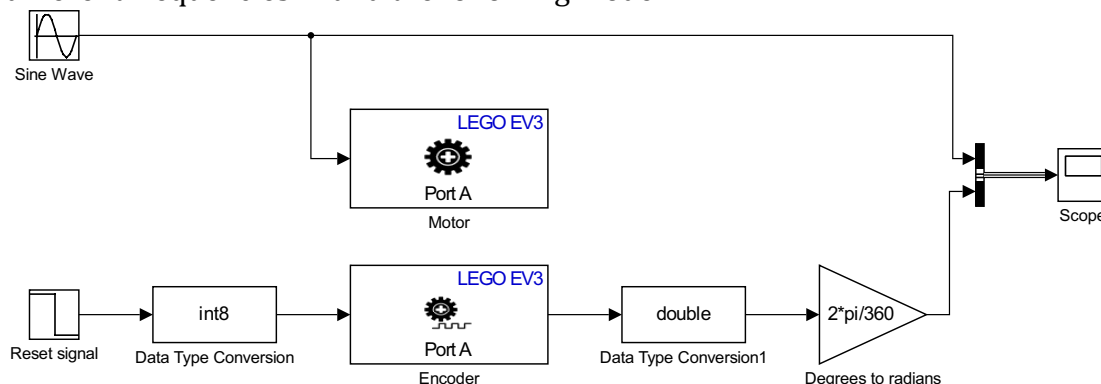 Sine Wave
LEGO EV3
Port A
Motor
Scope
Reset signal
int8
Data Type Conversion
LEGO EV3
Port A
Encoder
double
Data Type Conversion1
2*pi/360
Degrees to radians